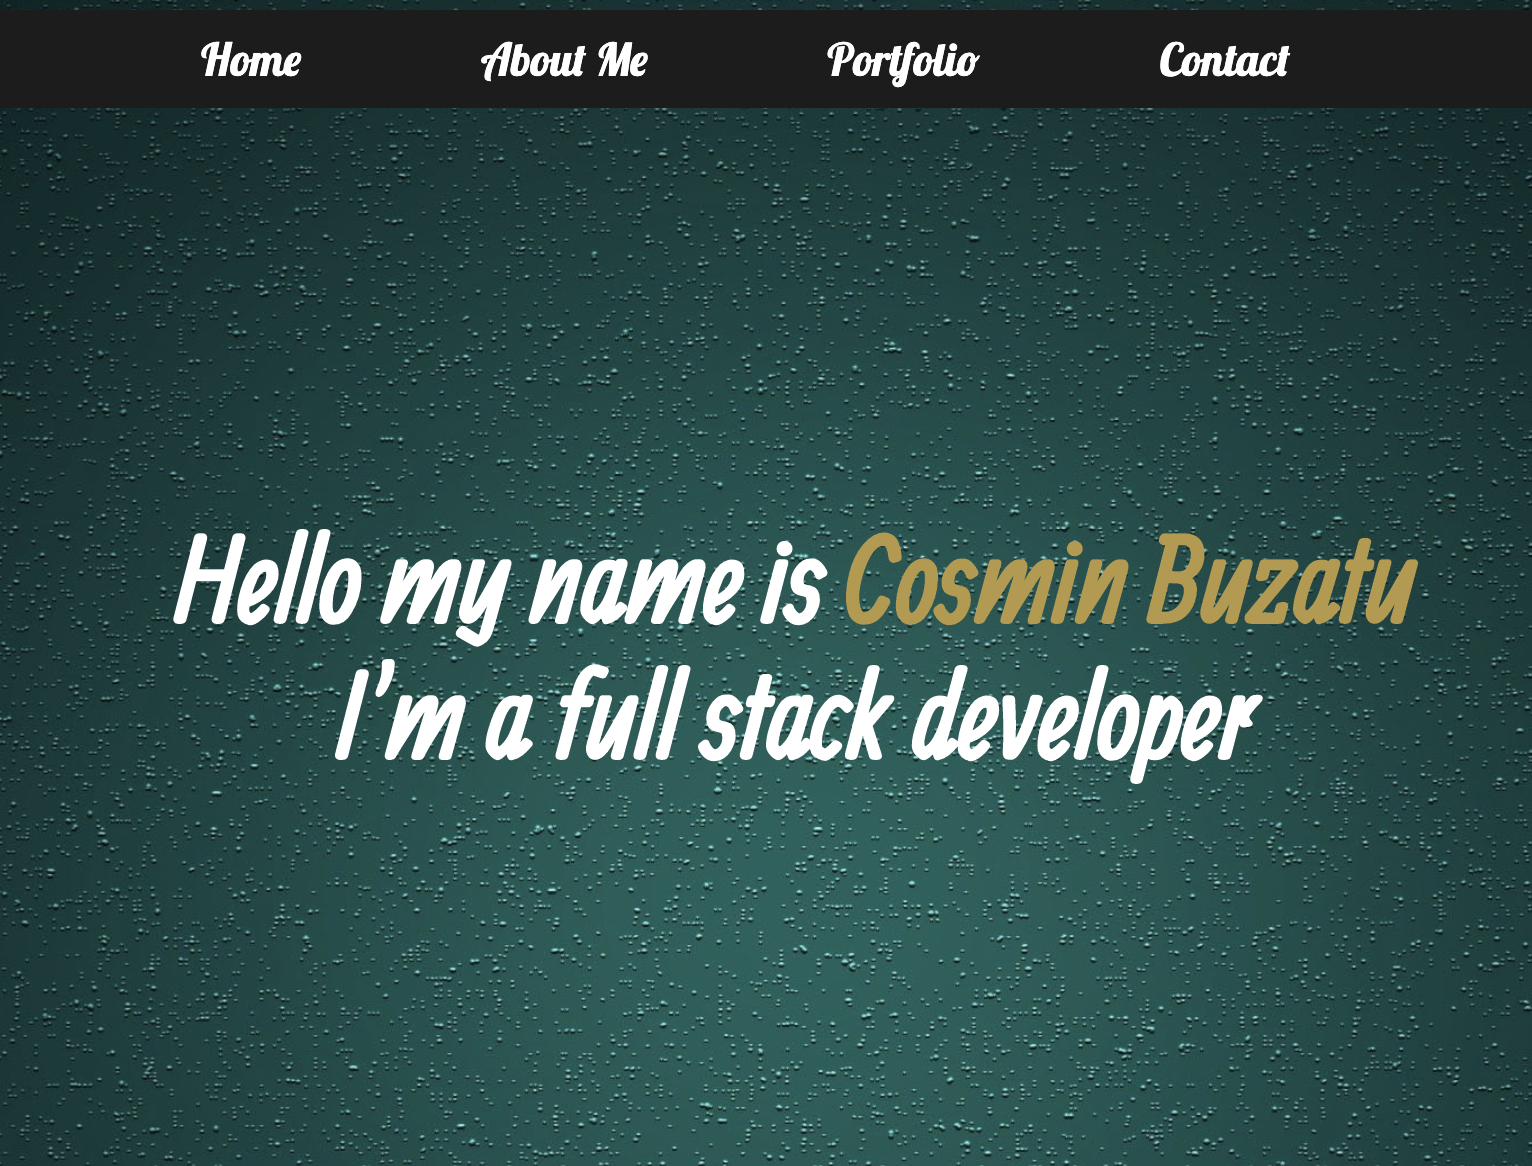 Home About Me Portfolio Contact
Hello my name is Cosmin Buzatu
I'm a full stack developer